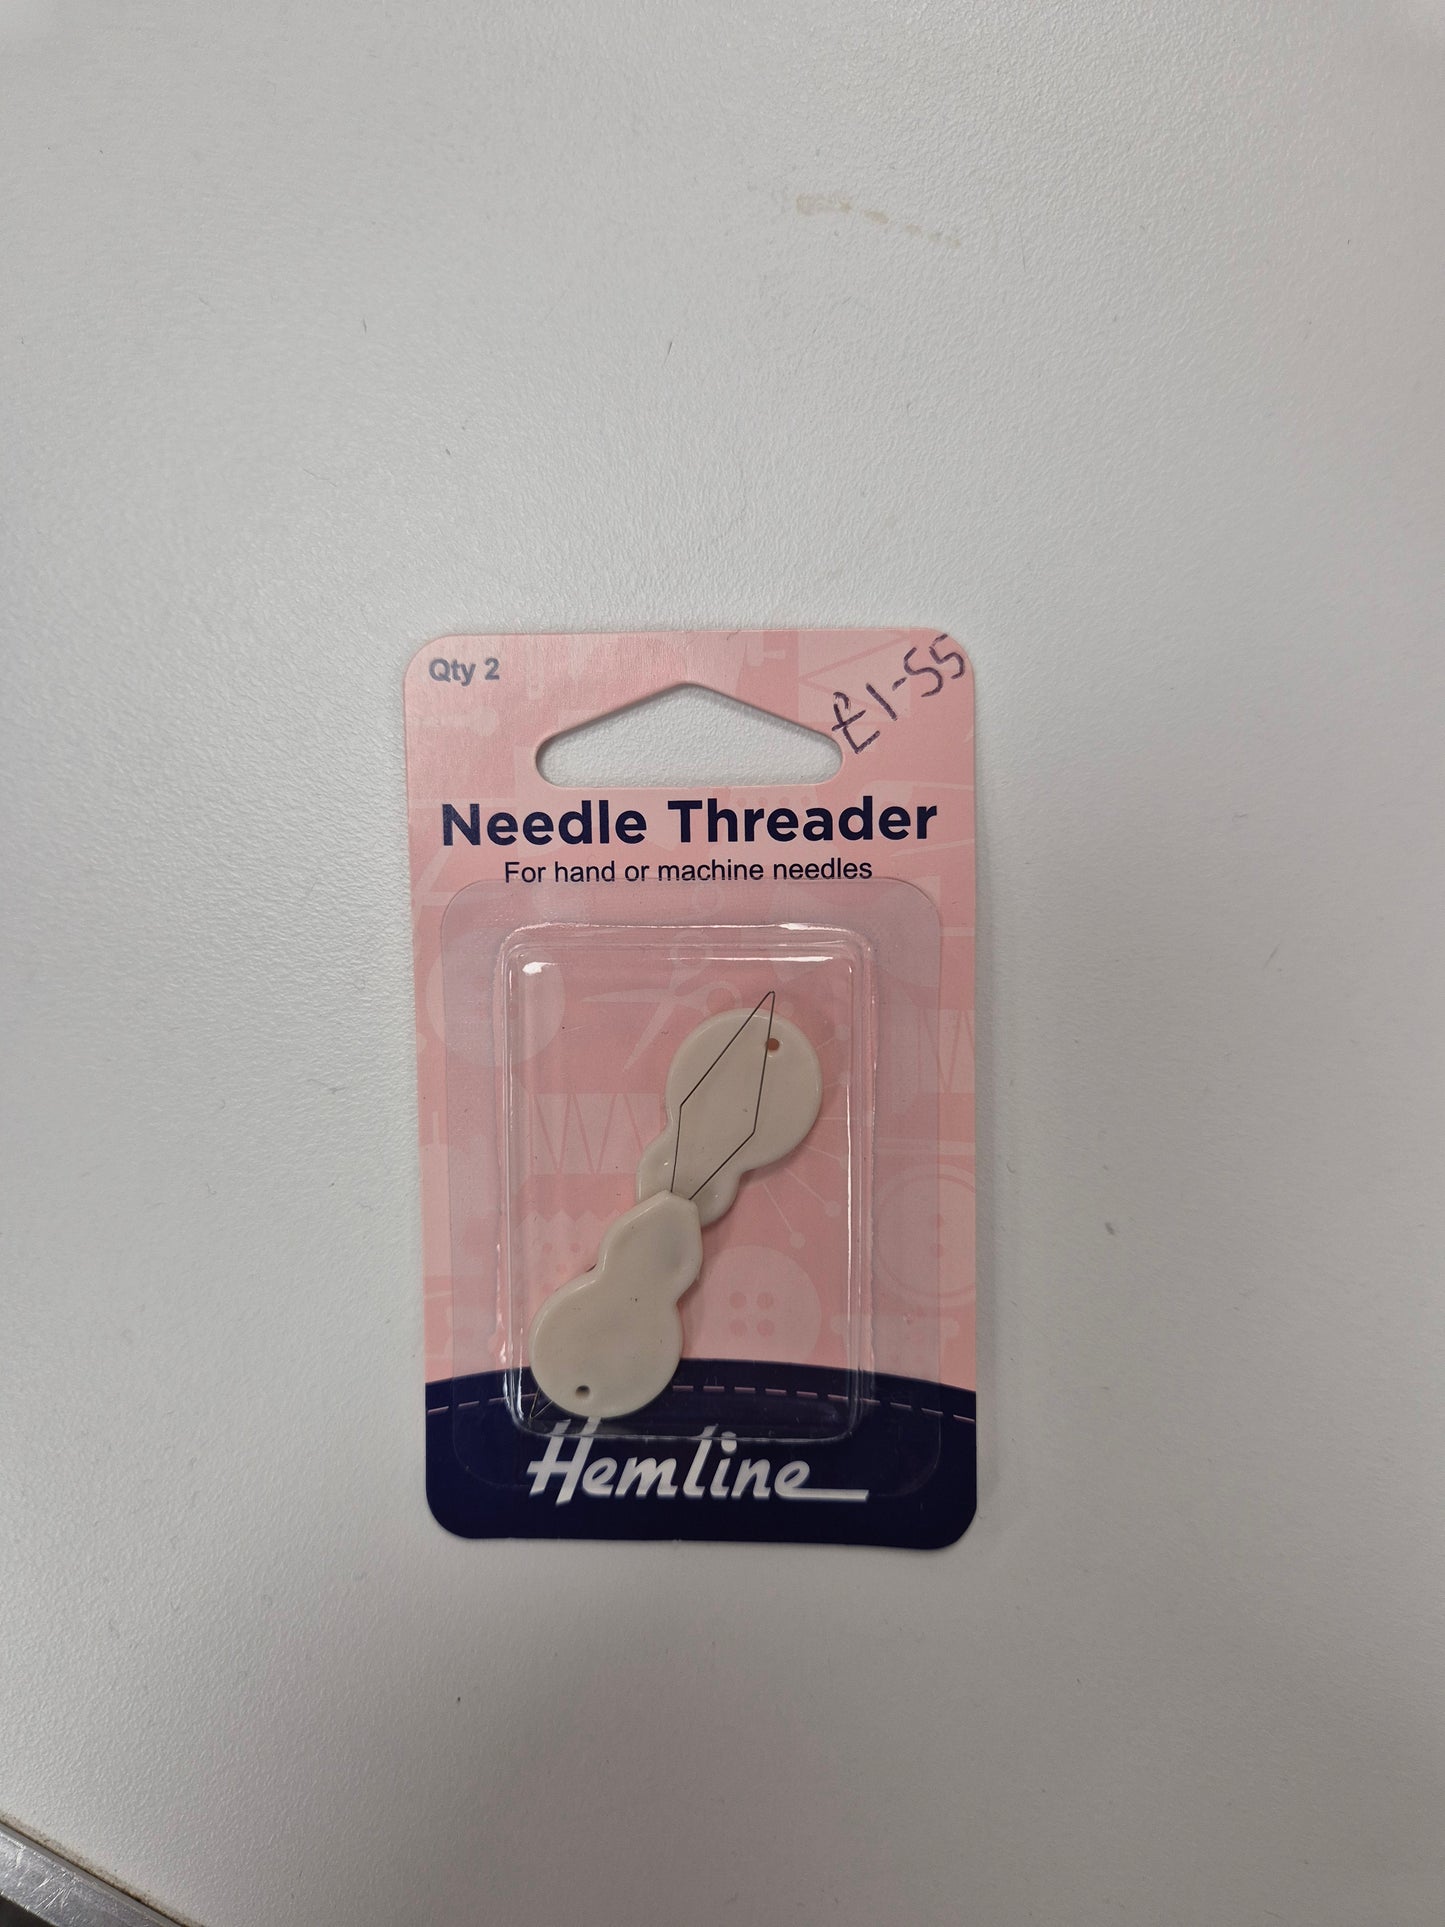 Qty 2
£1-55
Needle Threader
For hand or machine needles
Hemline